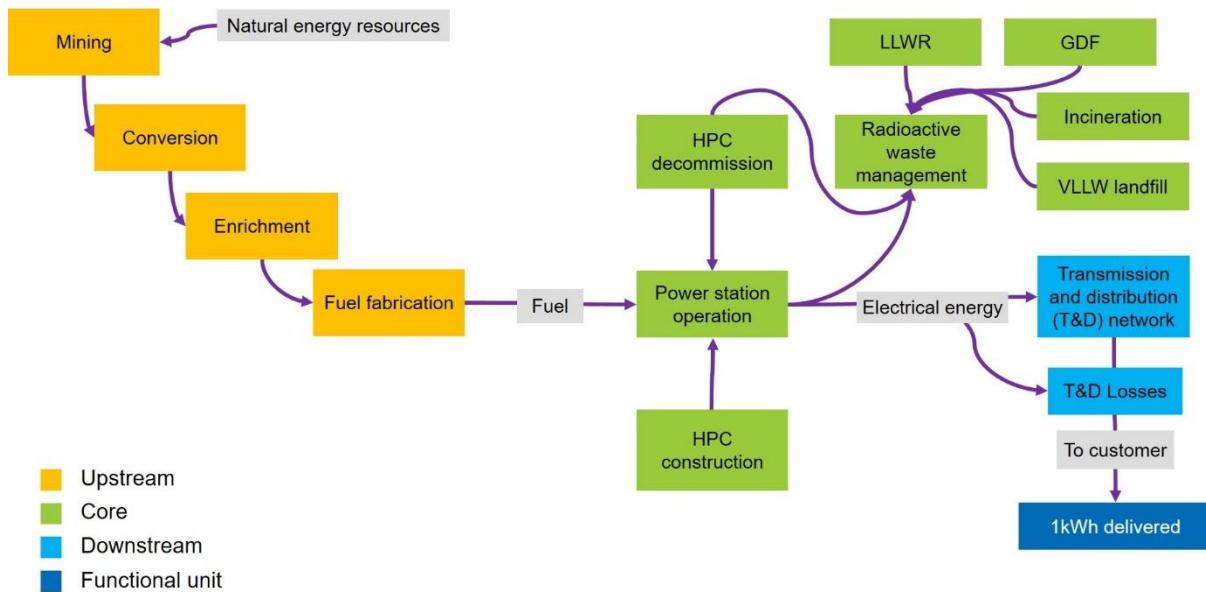 Mining
Natural energy resources
LLWR
GDF
Conversion
HPC
decommission
Radioactive
waste
management
Incineration
VLLW landfill
Enrichment
Fuel fabrication
Fuel
Power station
operation
Electrical energy
Transmission
and distribution
(T&D) network
T&D Losses
HPC
construction
To customer
1kWh delivered
Upstream
Core
Downstream
Functional unit